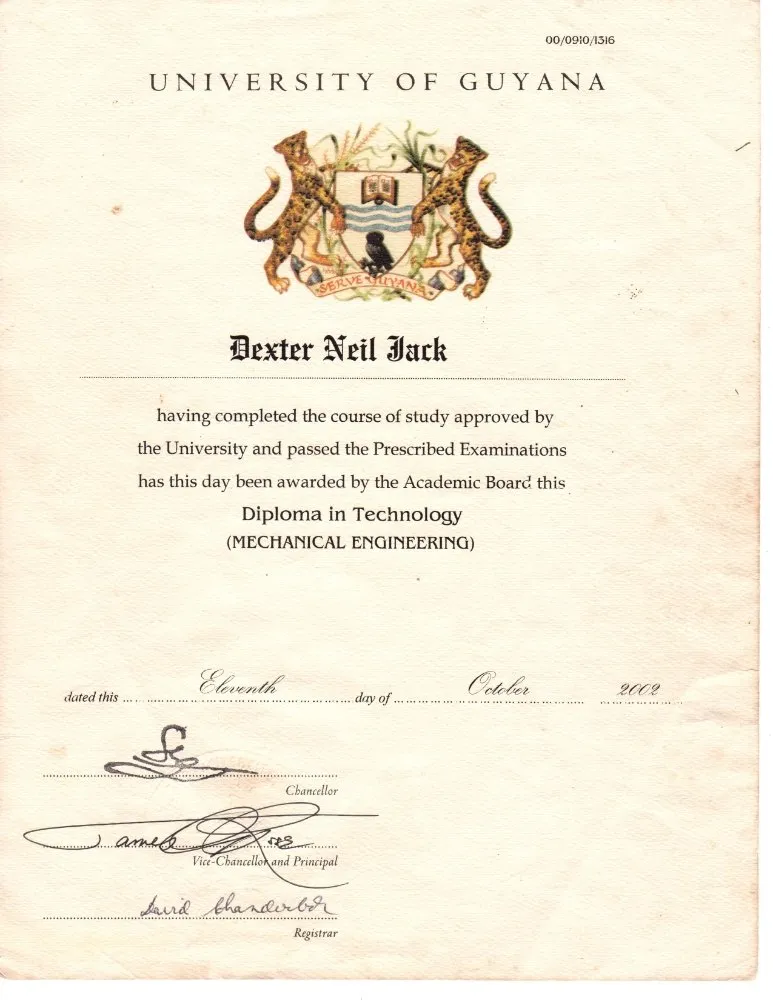 00/0910/1316
UNIVERSITY OF GUYANA
SERVE GUYANA
Dexter Neil Jack
having completed the course of study approved by
the University and passed the Prescribed Examinations
has this day been awarded by the Academic Board this
Diploma in Technology
(MECHANICAL ENGINEERING)
dated this Eleventh day of October 2002
Chancellor
Vice-Chancellor and Principal
David
Registrar